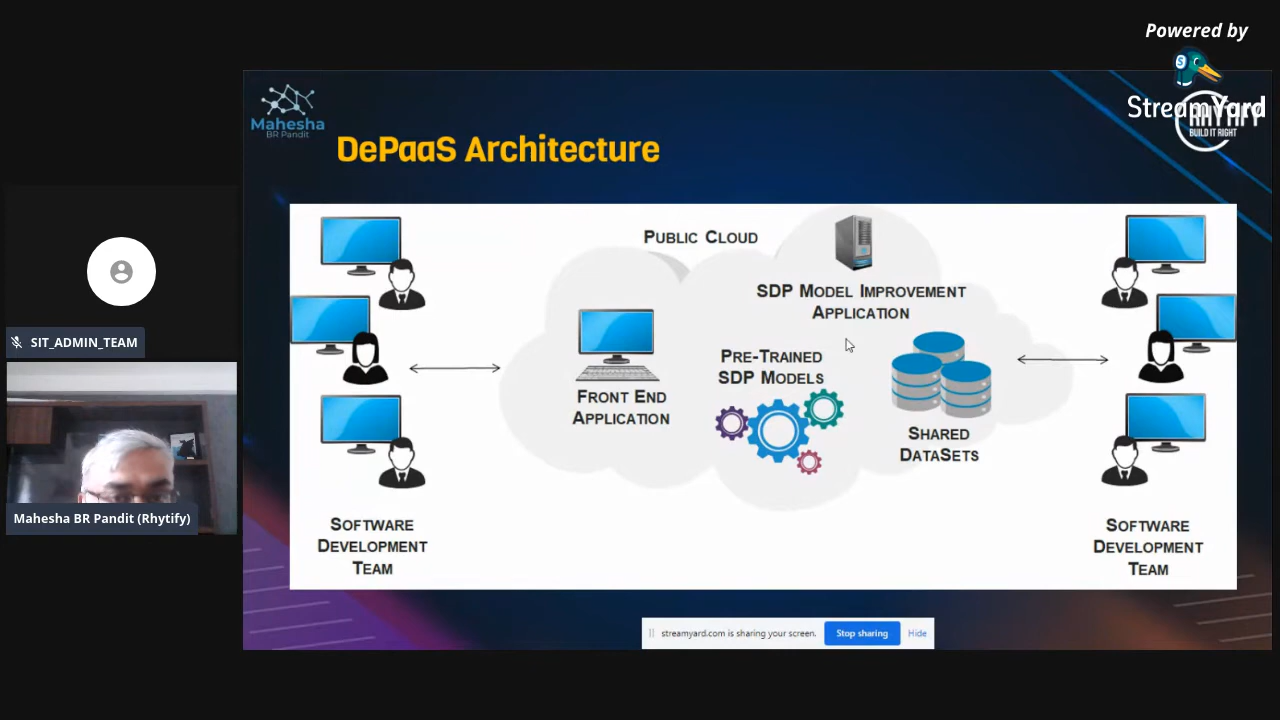 Powered by
StreamYard
Mahesha
BR Pandit
RHYTIFY
BUILD IT RIGHT
DePaaS Architecture
PUBLIC CLOUD
SDP MODEL IMPROVEMENT
APPLICATION
PRE-TRAINED
SDP MODELS
FRONT END
APPLICATION
SHARED
DATASETS
SOFTWARE
DEVELOPMENT
TEAM
SOFTWARE
DEVELOPMENT
TEAM
SIT_ADMIN_TEAM
Mahesha BR Pandit (Rhytify)
streamyard.com is sharing your screen.
Stop sharing
Hide